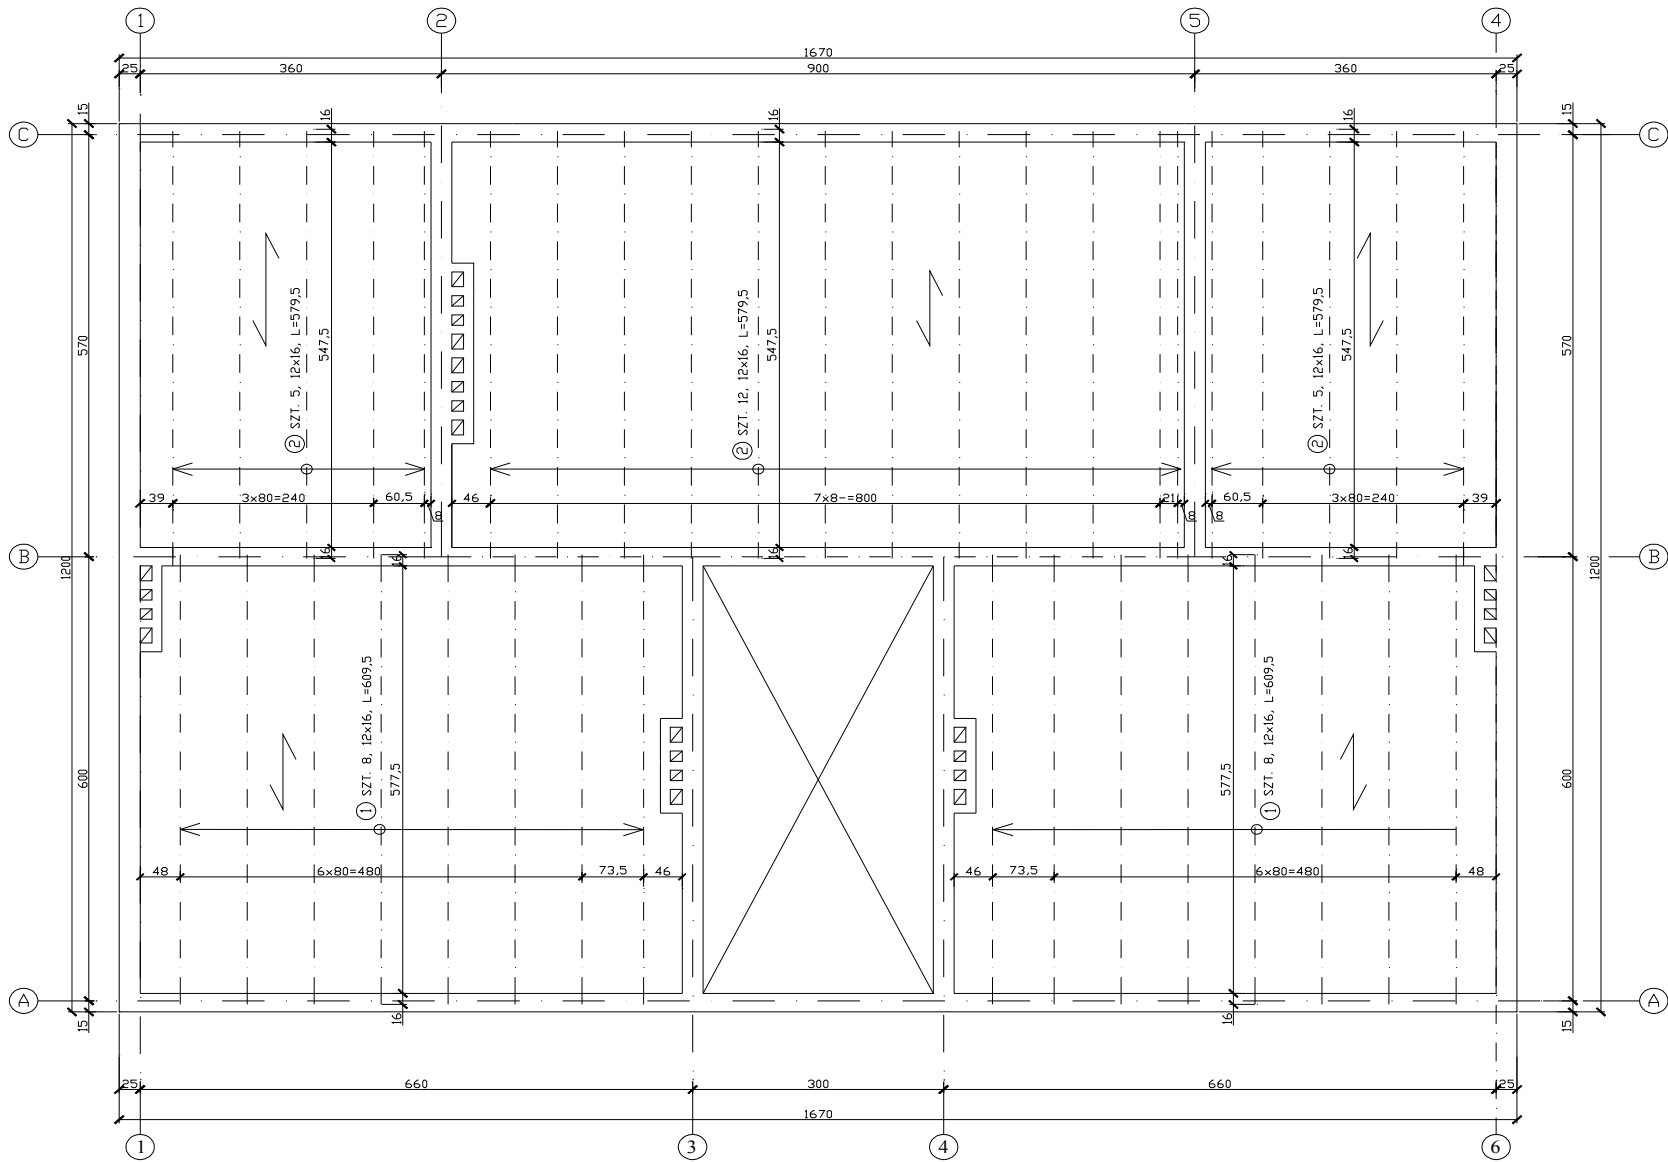 1 2 5 4
1670
25 360 900 360 25
15 16 16 16 15
C C
570 547,5 547,5 547,5 570
② SZT. 5, 12x16, L=579,5
② SZT. 12, 12x16, L=579,5
② SZT. 5, 12x16, L=579,5
39 3x80=240 60,5 8 46 7x8-=800 21 8 8 60,5 3x80=240 39
B 16 16 16 B
1200 16 16 1200
① SZT. 8, 12x16, L=609,5
① SZT. 8, 12x16, L=609,5
600 577,5 577,5 600
48 6x80=480 73,5 46 46 73,5 6x80=480 48
A A
15 16 16 15
25 660 300 660 25
1670
1 3 4 6